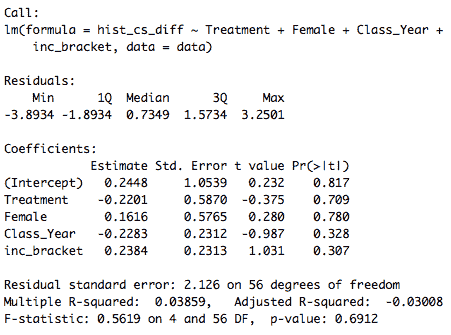 Call:
lm(formula = hist_cs_diff ~ Treatment + Female + Class_Year +
inc_bracket, data = data)
Residuals:
Min 1Q Median 3Q Max
-3.8934 -1.8934 0.7349 1.5734 3.2501
Coefficients:
Estimate Std. Error t value Pr(>|t|)
(Intercept) 0.2448 1.0539 0.232 0.817
Treatment -0.2201 0.5870 -0.375 0.709
Female 0.1616 0.5765 0.280 0.780
Class_Year -0.2283 0.2312 -0.987 0.328
inc_bracket 0.2384 0.2313 1.031 0.307
Residual standard error: 2.126 on 56 degrees of freedom
Multiple R-squared: 0.03859, Adjusted R-squared: -0.03008
F-statistic: 0.5619 on 4 and 56 DF, p-value: 0.6912